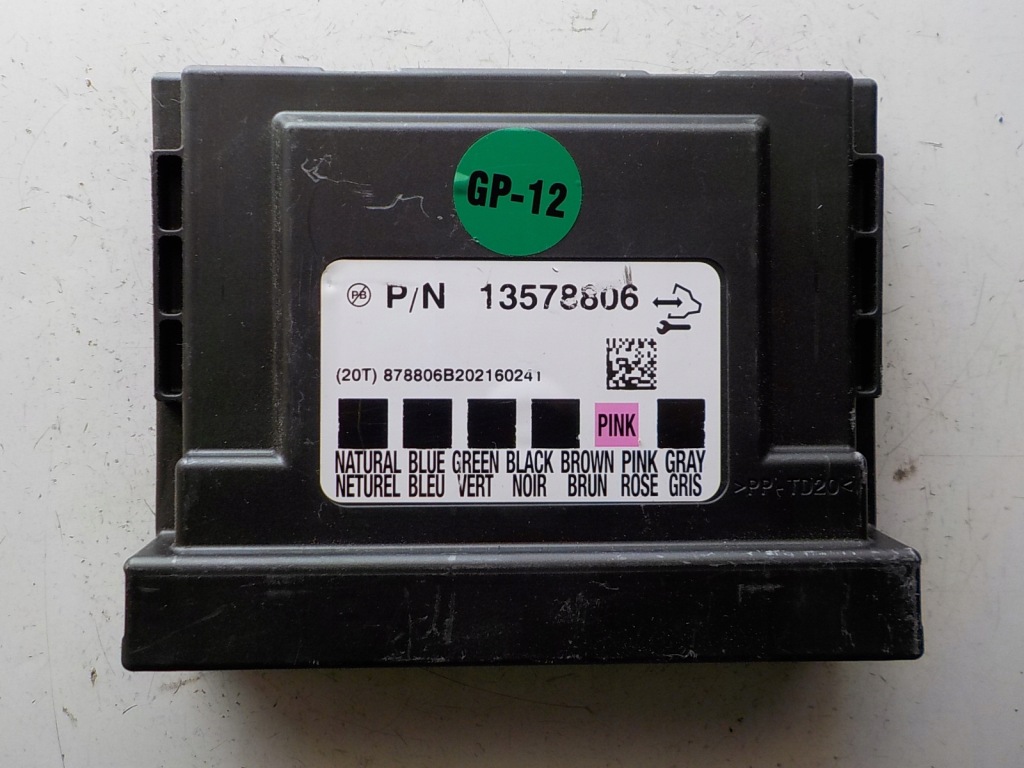 GP-12
PB P/N 13578806
(20T) 878806B202160241
PINK
NATURAL BLUE GREEN BLACK BROWN PINK GRAY
NETUREL BLEU VERT NOIR BRUN ROSE GRIS
>PP-TD20<